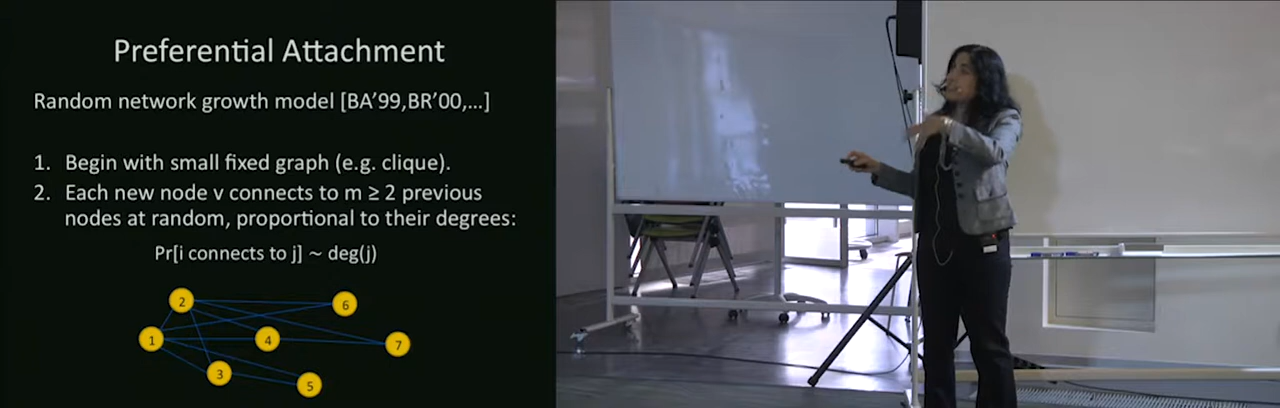 Preferential Attachment
Random network growth model [BA’99,BR’00,…]
1. Begin with small fixed graph (e.g. clique).
2. Each new node v connects to m ≥ 2 previous
nodes at random, proportional to their degrees:
Pr[i connects to j] ~ deg(j)
2
6
1
4
7
3
5